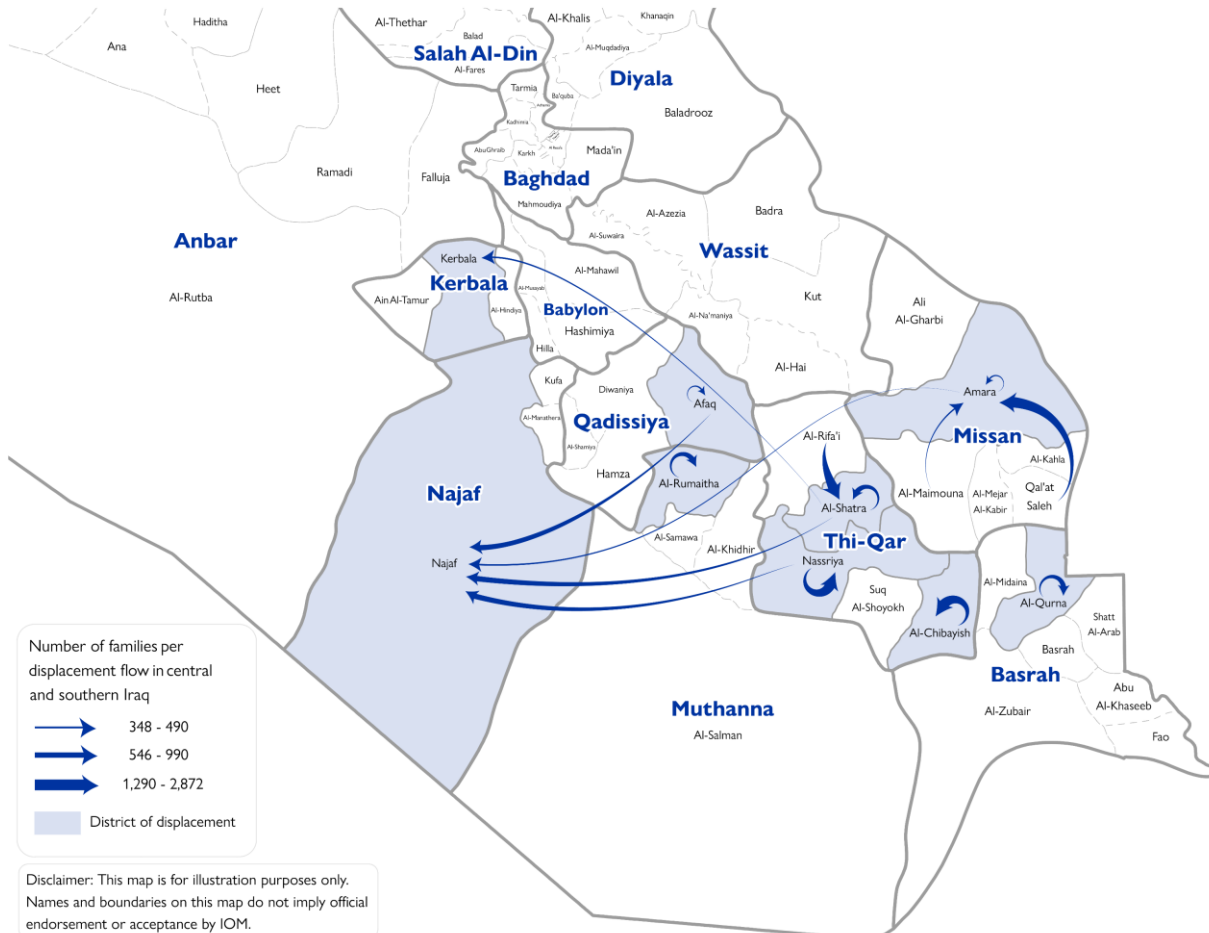 Haditha
Ana
Al-Thethar
Al-Khalis
Khanaqin
Balad
Salah Al-Din
Al-Fares
Al-Muqdadiya
Diyala
Heet
Tarmia
Ba'quba
Baladrooz
Kadhmia
Abu Ghraib
Karkh
Mada'in
Ramadi
Falluja
Baghdad
Mahmoudiya
Al-Azezia
Badra
Anbar
Al-Suwaira
Wassit
Kerbala
Kerbala
Al-Mahawil
Al-Rutba
Ain Al-Tamur
Al-Musayab
Kut
Al-Hindiya
Babylon
Al-Na'maniya
Ali
Al-Gharbi
Hashimiya
Hilla
Al-Hai
Kufa
Diwaniya
Afaq
Amara
Al-Manathera
Qadissiya
Al-Rifa'i
Missan
Al-Shamiya
Al-Kahla
Hamza
Al-Rumaitha
Al-Maimouna
Al-Mejar
Al-Kabir
Qal'at
Saleh
Najaf
Al-Shatra
Al-Samawa
Al-Khidhir
Thi-Qar
Najaf
Nassriya
Al-Midaina
Suq
Al-Shoyokh
Al-Qurna
Al-Chibayish
Shatt
Al-Arab
Basrah
Basrah
Abu
Al-Khaseeb
Muthanna
Al-Zubair
Al-Salman
Fao
Number of families per
displacement flow in central
and southern Iraq
348 - 490
546 - 990
1,290 - 2,872
District of displacement
Disclaimer: This map is for illustration purposes only.
Names and boundaries on this map do not imply official
endorsement or acceptance by IOM.